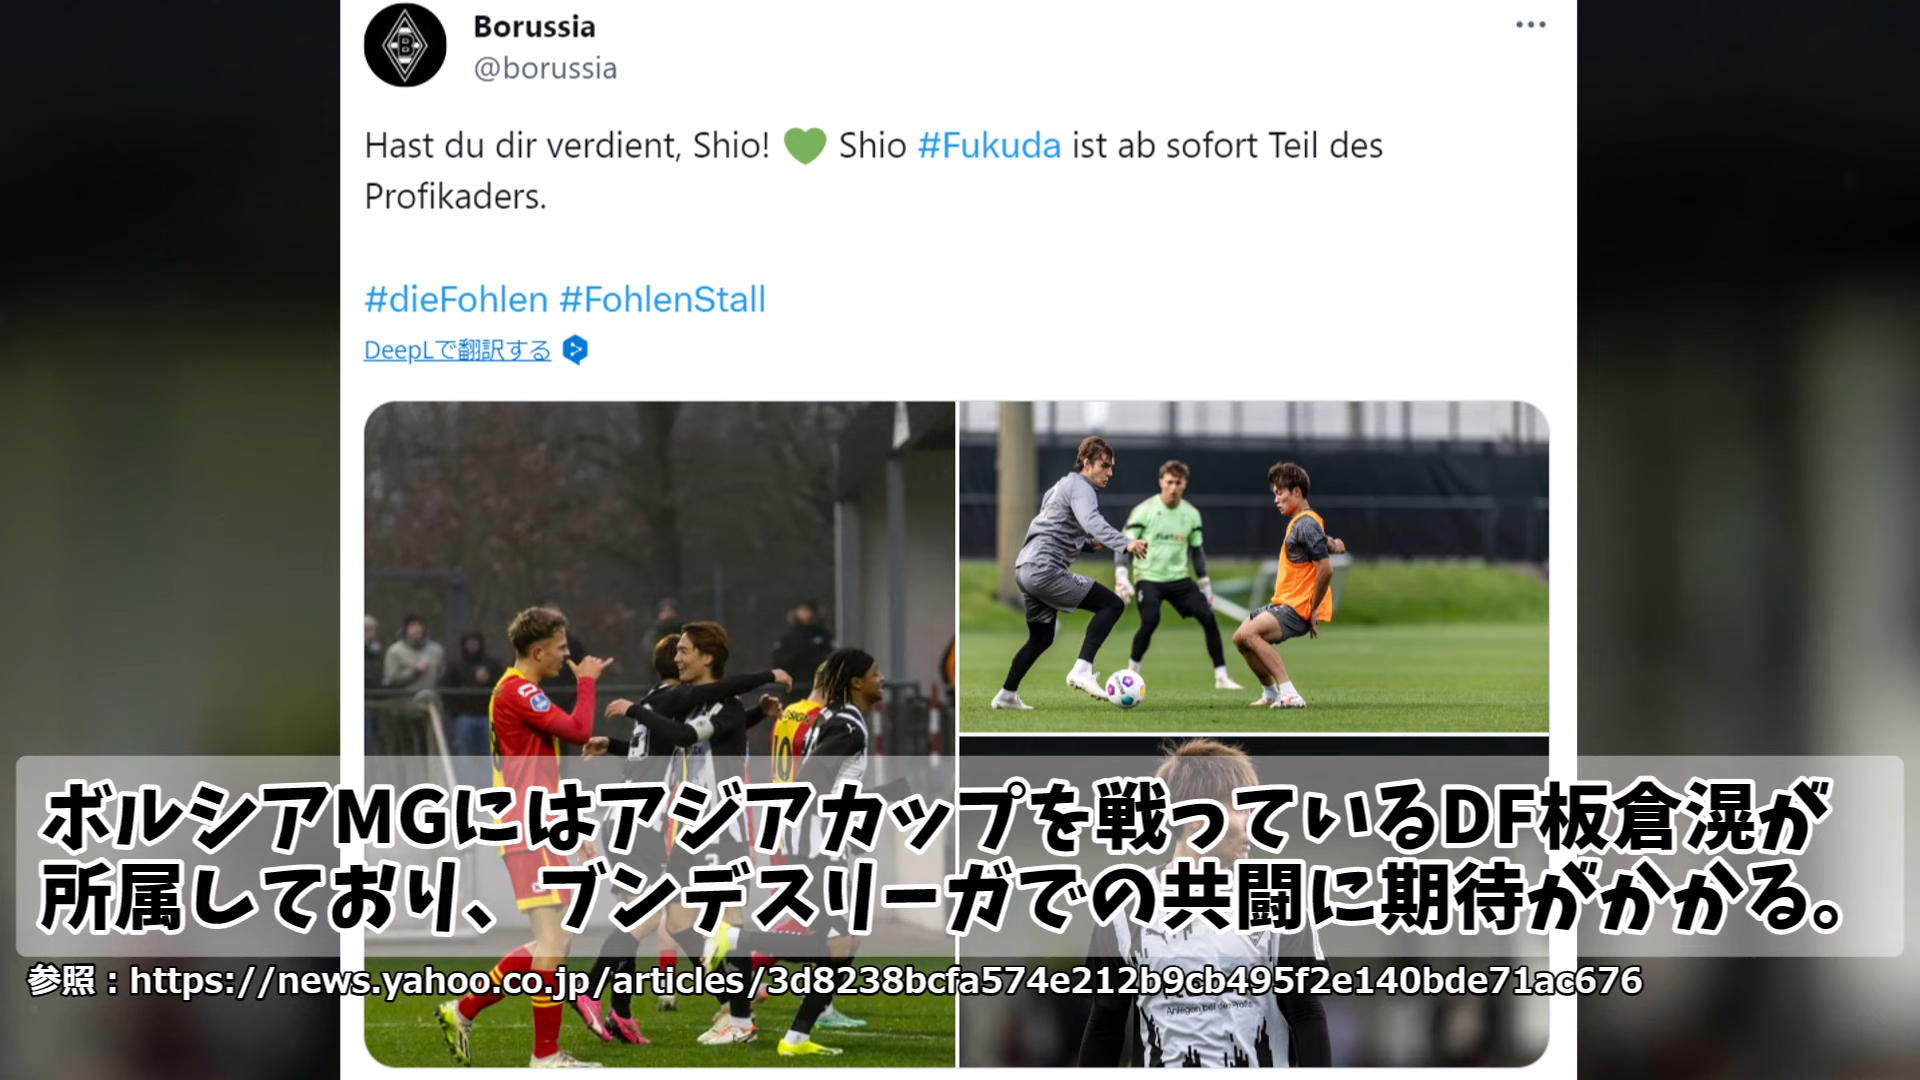 Borussia
@borussia
Hast du dir verdient, Shio! 💚 Shio #Fukuda ist ab sofort Teil des
Profikaders.
#dieFohlen #FohlenStall
DeepLで翻訳する
ボルシアMGにはアジアカップを戦っているDF板倉滉が
所属しており、ブンデスリーガでの共闘に期待がかかる。
参照：https://news.yahoo.co.jp/articles/3d8238bcfa574e212b9cb495f2e140bde71ac676